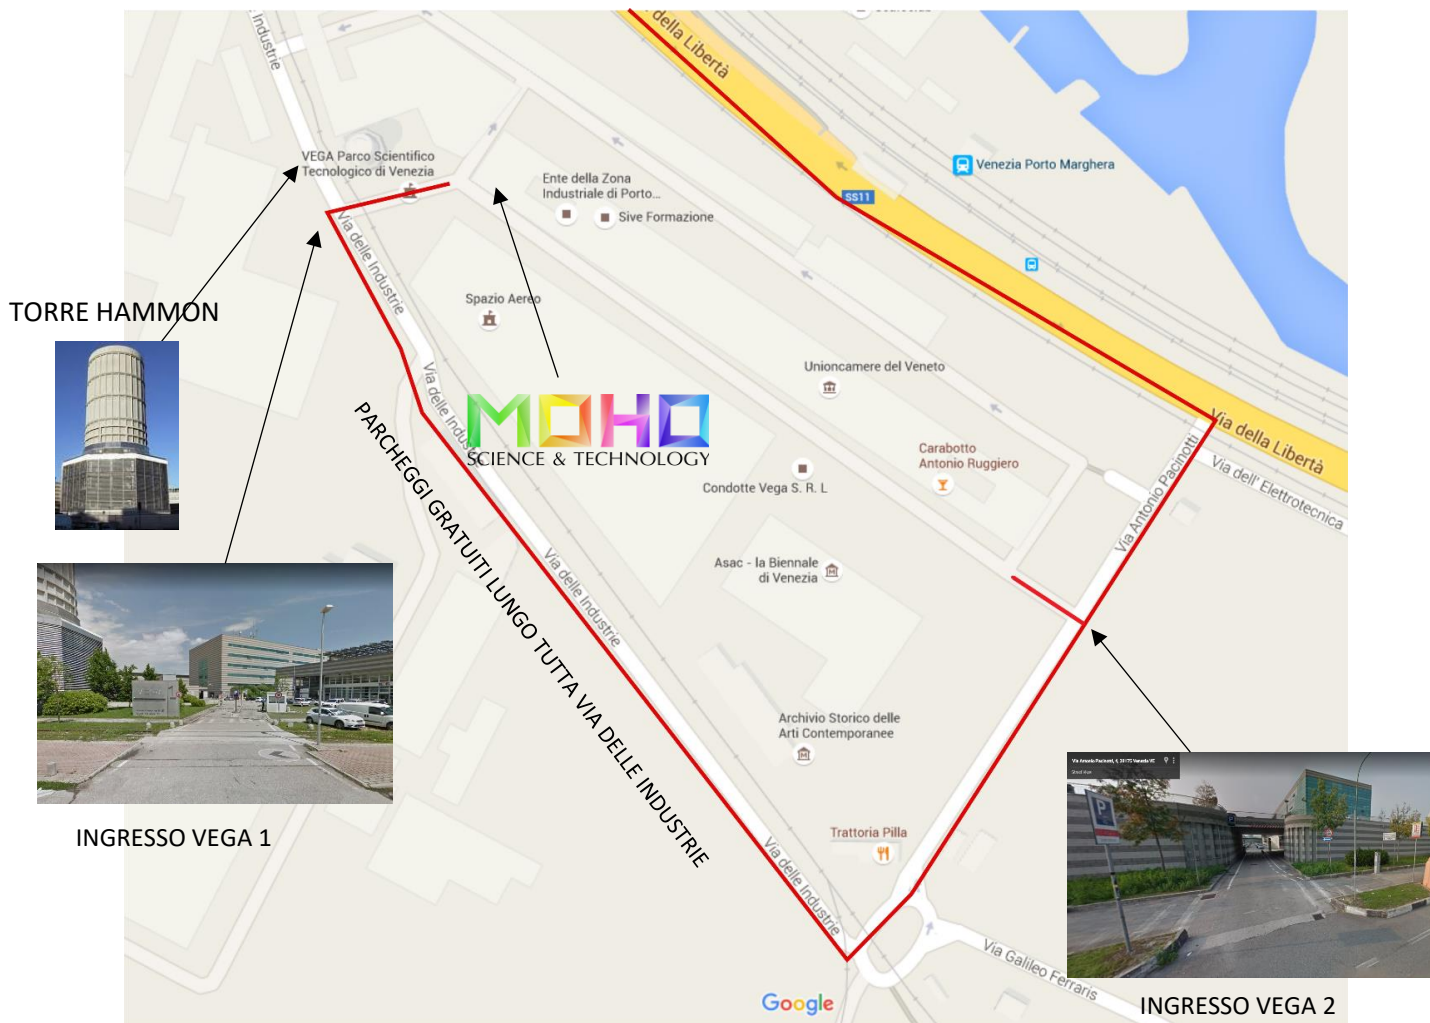 Industrie
Industrie
della Libertà
VEGA Parco Scientifico
Tecnologico di Venezia
Ente della Zona
Industriale di Porto...
Sive Formazione
SS11
Venezia Porto Marghera
Via delle Industrie
TORRE HAMMON
Spazio Aereo
Unioncamere del Veneto
Via delle Indus
MOHO
SCIENCE & TECHNOLOGY
PARCHEGGI GRATUITI LUNGO TUTTA VIA DELLE INDUSTRIE
Carabotto
Antonio Ruggiero
Condotte Vega S. R. L
Via Antonio Pacinotti
Via della Libertà
Via dell' Elettrotecnica
Via delle Industrie
Asac - la Biennale
di Venezia
Archivio Storico delle
Arti Contemporanee
Trattoria Pilla
Via delle Industrie
Via Galileo Ferraris
Google
INGRESSO VEGA 1
P
INGRESSO VEGA 2